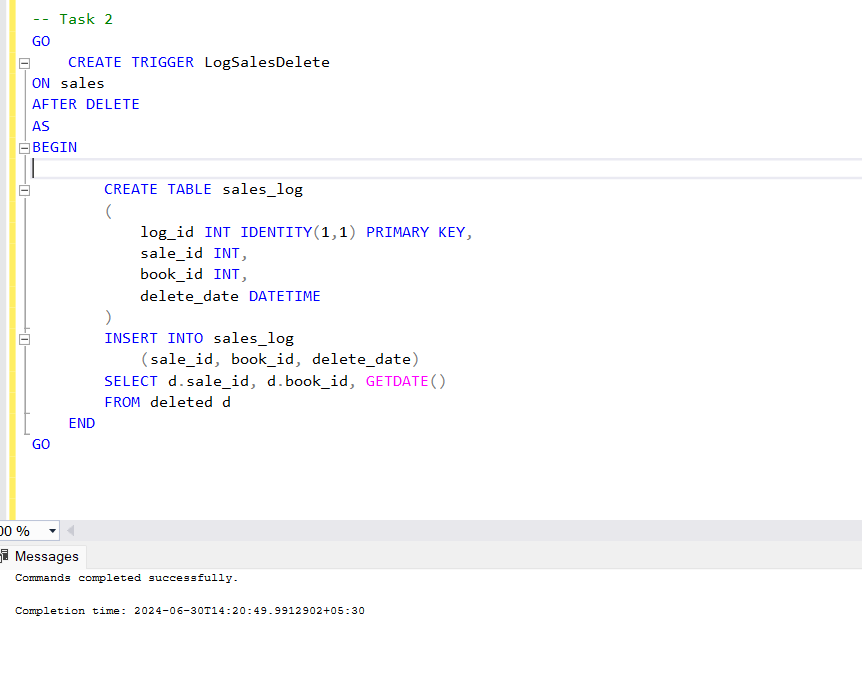 -- Task 2
GO
CREATE TRIGGER LogSalesDelete
ON sales
AFTER DELETE
AS
BEGIN
CREATE TABLE sales_log
(
log_id INT IDENTITY(1,1) PRIMARY KEY,
sale_id INT,
book_id INT,
delete_date DATETIME
)
INSERT INTO sales_log
(sale_id, book_id, delete_date)
SELECT d.sale_id, d.book_id, GETDATE()
FROM deleted d
END
GO
00 %
Messages
Commands completed successfully.
Completion time: 2024-06-30T14:20:49.9912902+05:30